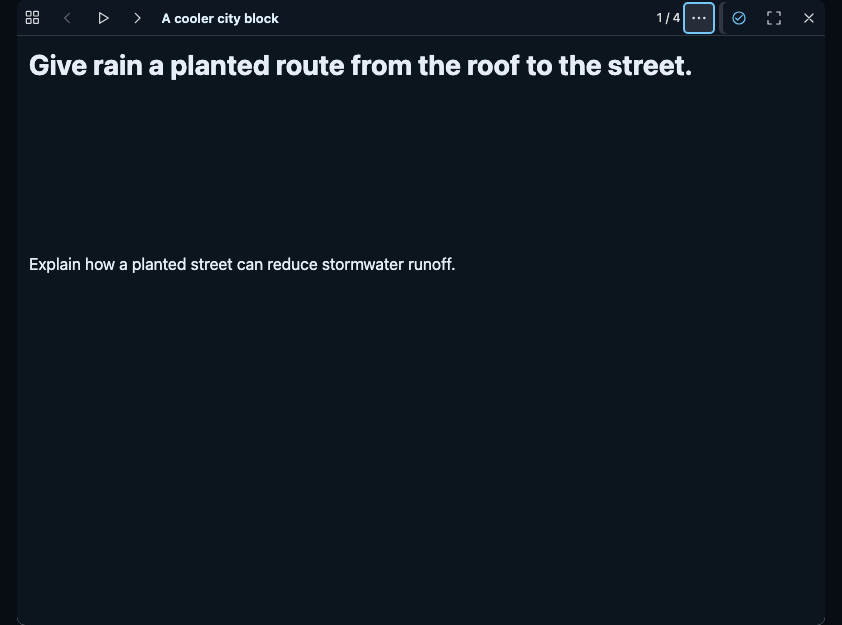 A cooler city block
1 / 4
Give rain a planted route from the roof to the street.
Explain how a planted street can reduce stormwater runoff.